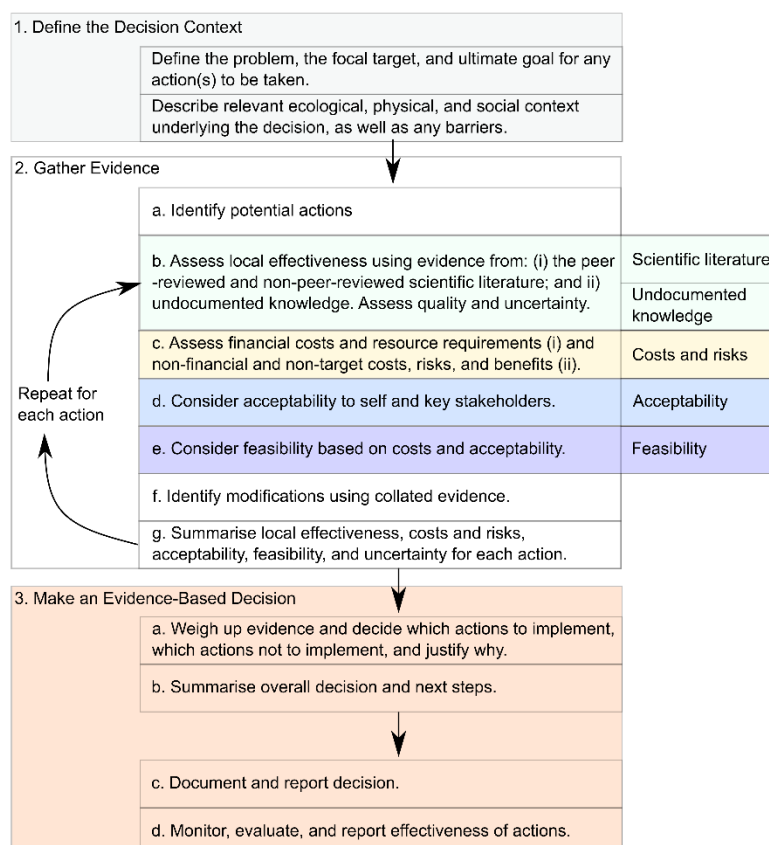 1. Define the Decision Context
Define the problem, the focal target, and ultimate goal for any
action(s) to be taken.
Describe relevant ecological, physical, and social context
underlying the decision, as well as any barriers.
2. Gather Evidence
a. Identify potential actions
b. Assess local effectiveness using evidence from: (i) the peer
-reviewed and non-peer-reviewed scientific literature; and ii)
undocumented knowledge. Assess quality and uncertainty.
Scientific literature
Undocumented
knowledge
c. Assess financial costs and resource requirements (i) and
non-financial and non-target costs, risks, and benefits (ii).
Costs and risks
Repeat for
each action
d. Consider acceptability to self and key stakeholders.
Acceptability
e. Consider feasibility based on costs and acceptability.
Feasibility
f. Identify modifications using collated evidence.
g. Summarise local effectiveness, costs and risks,
acceptability, feasibility, and uncertainty for each action.
3. Make an Evidence-Based Decision
a. Weigh up evidence and decide which actions to implement,
which actions not to implement, and justify why.
b. Summarise overall decision and next steps.
c. Document and report decision.
d. Monitor, evaluate, and report effectiveness of actions.